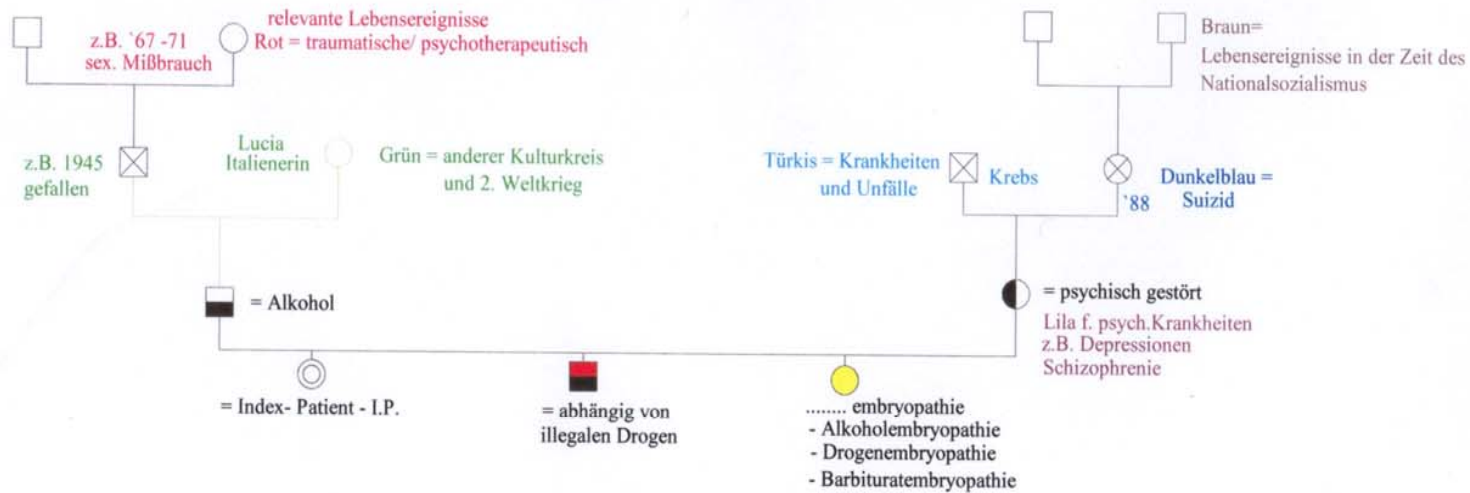 relevante Lebensereignisse
Rot = traumatische/ psychotherapeutisch
z.B. `67 -71
sex. Mißbrauch
Braun=
Lebensereignisse in der Zeit des
Nationalsozialismus
z.B. 1945
gefallen
Lucia
Italienerin
Grün = anderer Kulturkreis
und 2. Weltkrieg
Türkis = Krankheiten
und Unfälle
Krebs
`88
Dunkelblau =
Suizid
= Alkohol
= psychisch gestört
Lila f. psych.Krankheiten
z.B. Depressionen
Schizophrenie
= Index- Patient - I.P.
= abhängig von
illegalen Drogen
........ embryopathie
- Alkoholembryopathie
- Drogenembryopathie
- Barbituratembryopathie